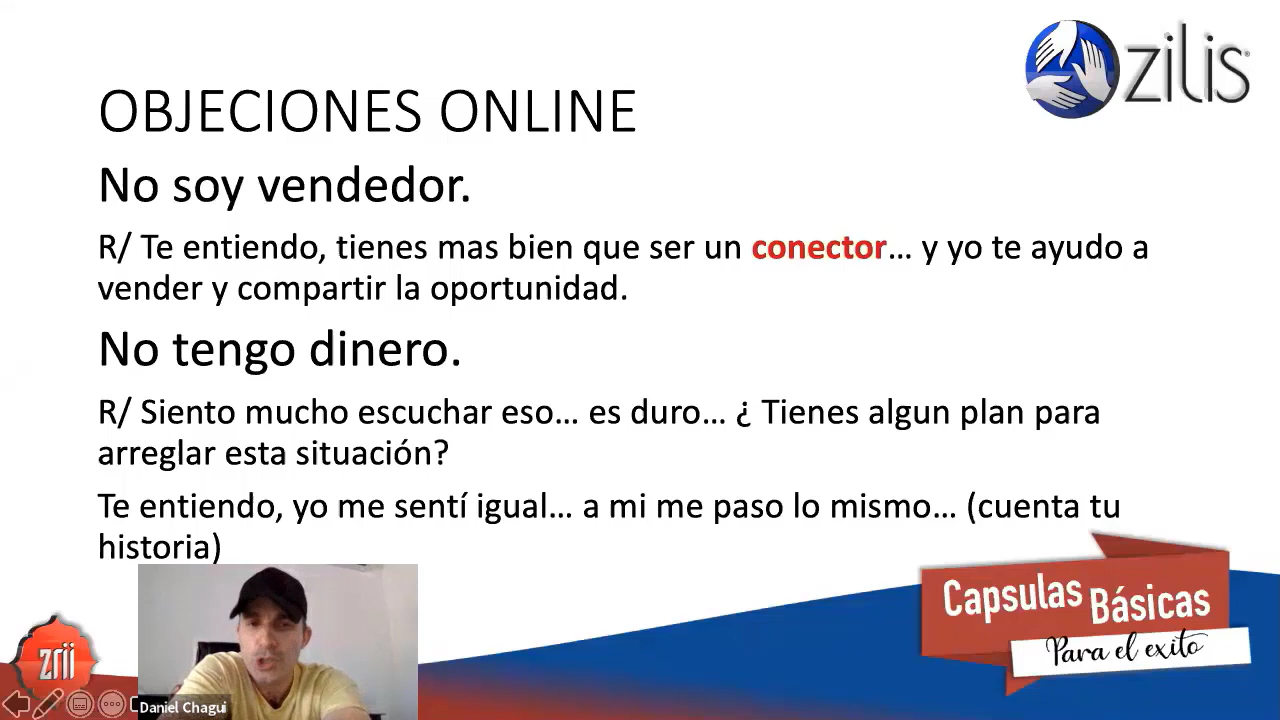 zilis®
OBJECIONES ONLINE
No soy vendedor.
R/ Te entiendo, tienes mas bien que ser un conector... y yo te ayudo a
vender y compartir la oportunidad.
No tengo dinero.
R/ Siento mucho escuchar eso... es duro... ¿ Tienes algun plan para
arreglar esta situación?
Te entiendo, yo me sentí igual... a mi me paso lo mismo... (cuenta tu
historia)
Capsulas Básicas
Para el exito
zrii
Daniel Chagui